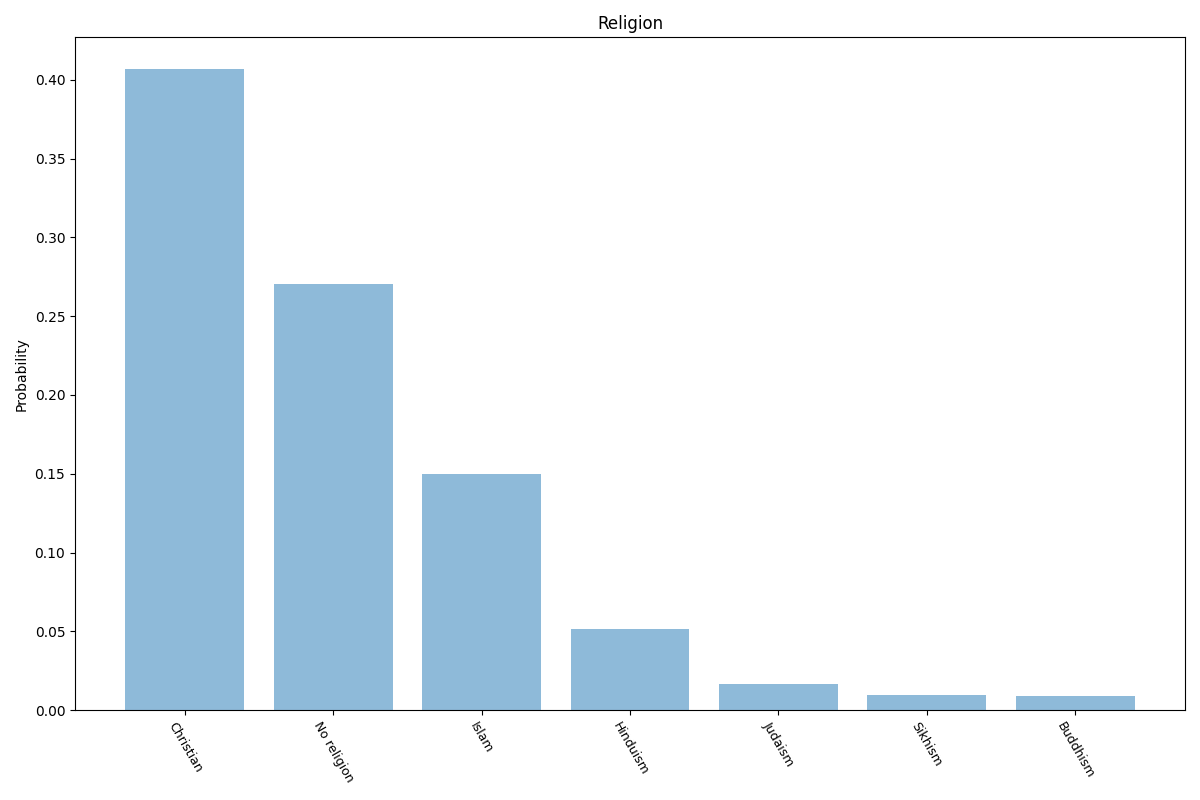 Religion
Probability
0.40
0.35
0.30
0.25
0.20
0.15
0.10
0.05
0.00
Christian
No religion
Islam
Hinduism
Judaism
Sikhism
Buddhism